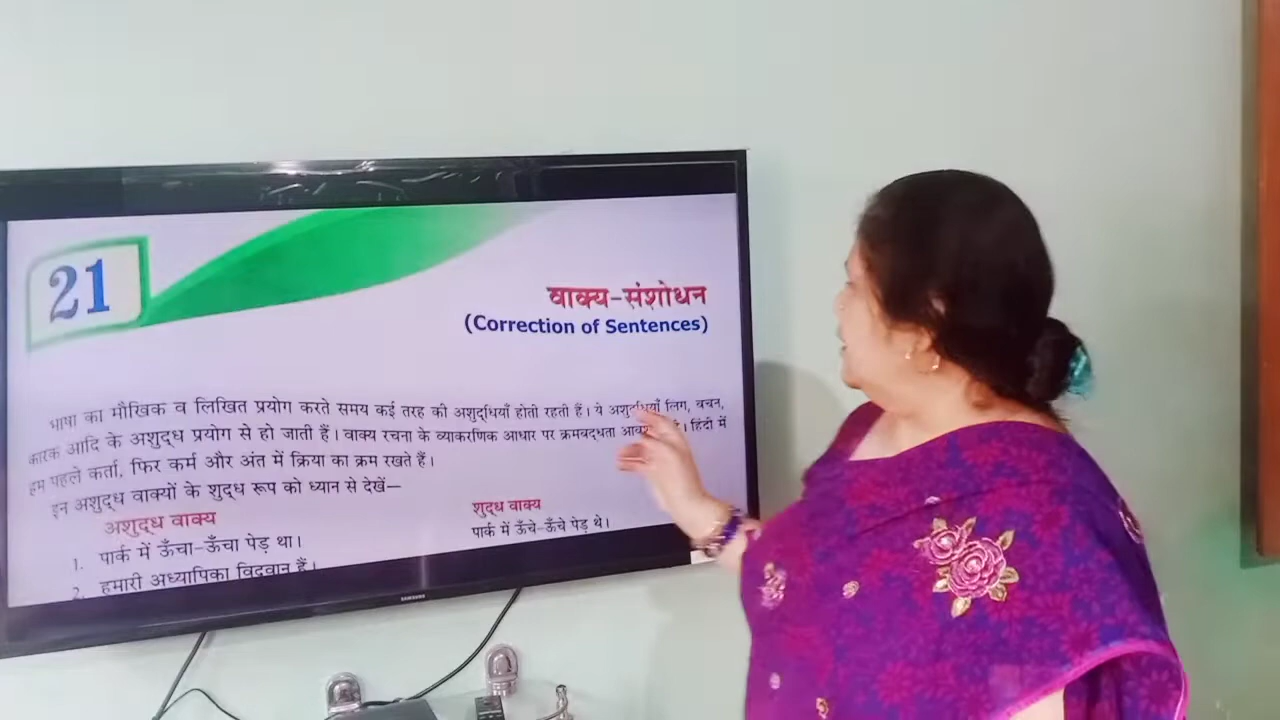 21
वाक्य-संशोधन
(Correction of Sentences)
भाषा का मौखिक व लिखित प्रयोग करते समय कई तरह की अशुद्धियाँ होती रहती हैं। ये अशुद्धियाँ लिंग, वचन,
कारक आदि के अशुद्ध प्रयोग से हो जाती हैं। वाक्य रचना के व्याकरणिक आधार पर क्रमबद्धता है। हिंदी में
हम पहले कर्ता, फिर कर्म और अंत में क्रिया का क्रम रखते हैं।
इन अशुद्ध वाक्यों के शुद्ध रूप को ध्यान से देखें—
अशुद्ध वाक्य शुद्ध वाक्य
1. पार्क में ऊँचा-ऊँचा पेड़ था। पार्क में ऊँचे-ऊँचे पेड़ थे।
2. हमारी अध्यापिका विद्वान हैं।
SAMSUNG